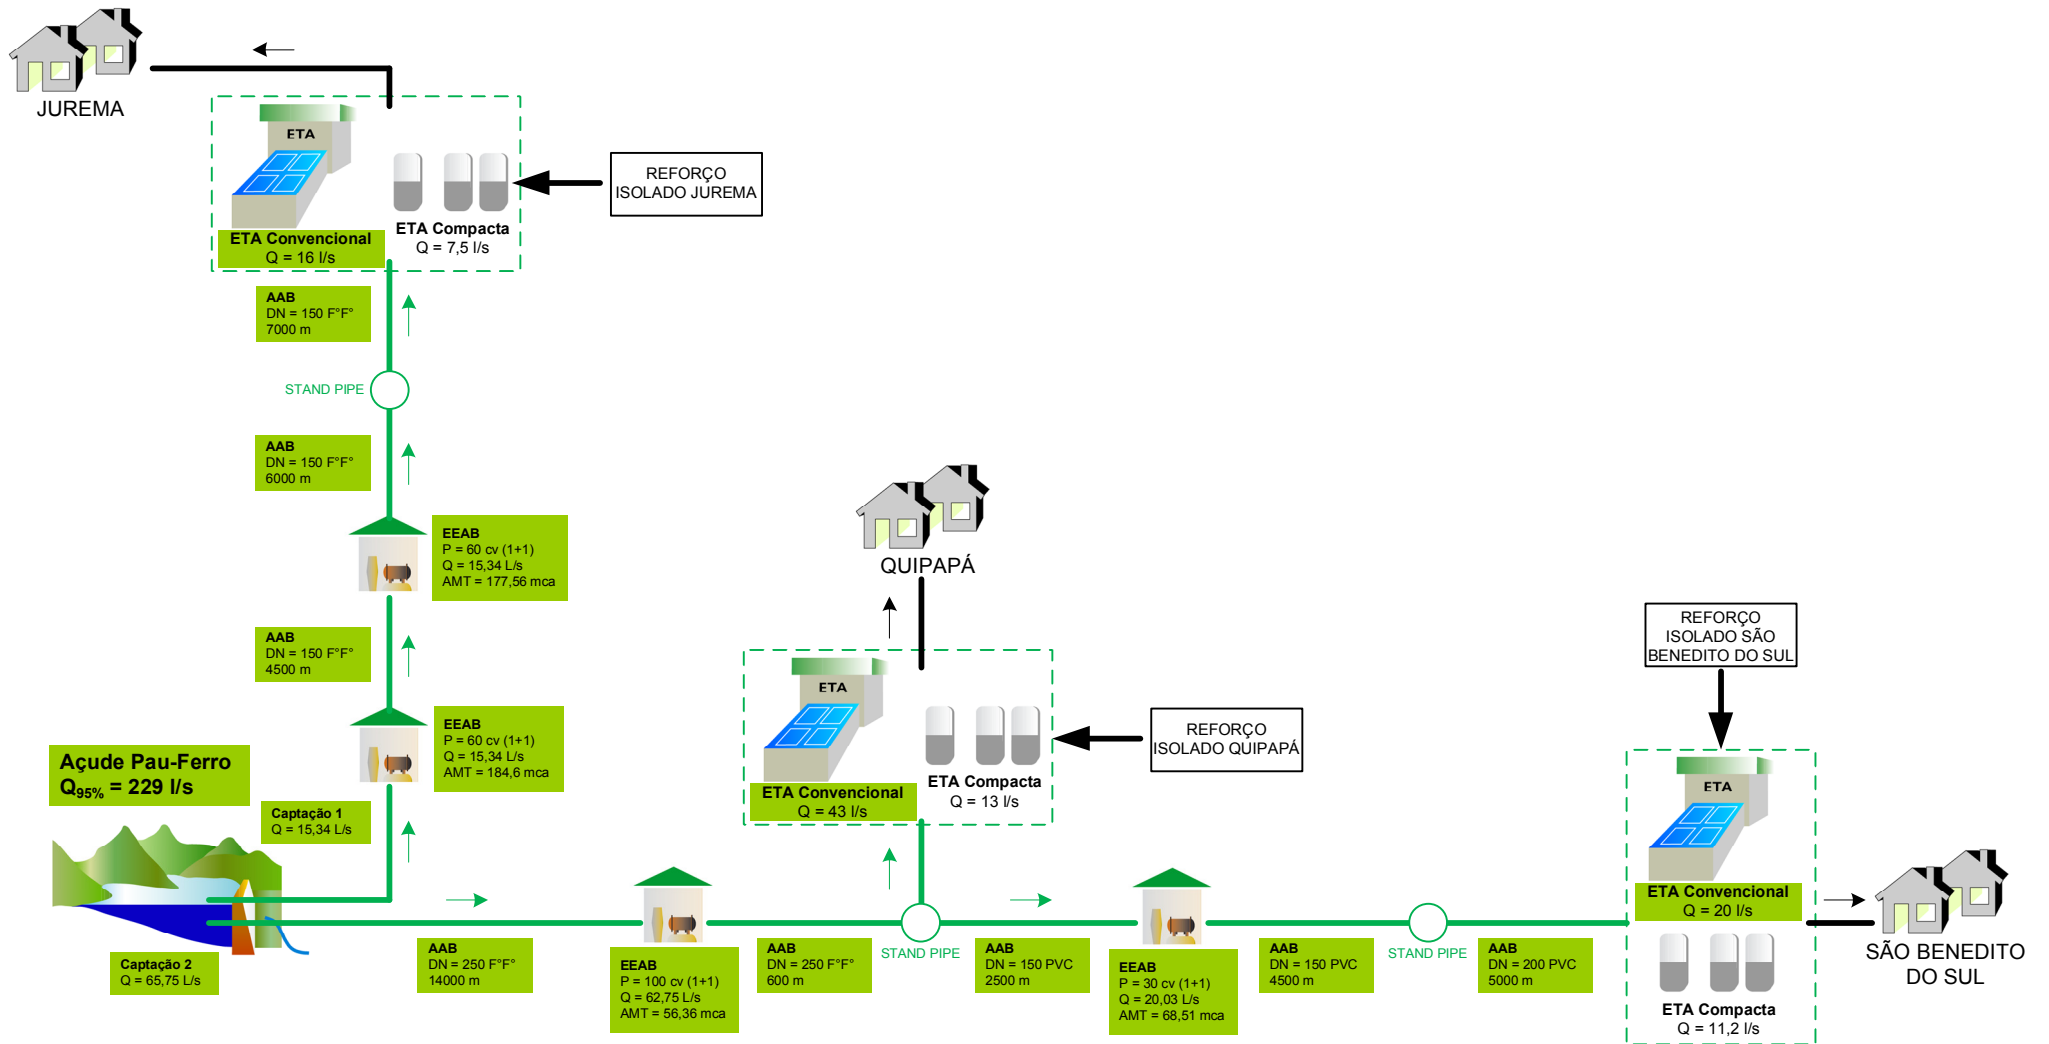 JUREMA
ETA
ETA Convencional
Q = 16 l/s
ETA Compacta
Q = 7,5 l/s
REFORÇO
ISOLADO JUREMA
AAB
DN = 150 F°F°
7000 m
STAND PIPE
AAB
DN = 150 F°F°
6000 m
EEAB
P = 60 cv (1+1)
Q = 15,34 L/s
AMT = 177,56 mca
AAB
DN = 150 F°F°
4500 m
EEAB
P = 60 cv (1+1)
Q = 15,34 L/s
AMT = 184,6 mca
Açude Pau-Ferro
Q95% = 229 l/s
Captação 1
Q = 15,34 L/s
Captação 2
Q = 65,75 L/s
AAB
DN = 250 F°F°
14000 m
EEAB
P = 100 cv (1+1)
Q = 62,75 L/s
AMT = 56,36 mca
AAB
DN = 250 F°F°
600 m
STAND PIPE
QUIPAPÁ
ETA
ETA Convencional
Q = 43 l/s
ETA Compacta
Q = 13 l/s
REFORÇO
ISOLADO QUIPAPÁ
AAB
DN = 150 PVC
2500 m
EEAB
P = 30 cv (1+1)
Q = 20,03 L/s
AMT = 68,51 mca
AAB
DN = 150 PVC
4500 m
STAND PIPE
AAB
DN = 200 PVC
5000 m
REFORÇO
ISOLADO SÃO
BENEDITO DO SUL
ETA
ETA Convencional
Q = 20 l/s
ETA Compacta
Q = 11,2 l/s
SÃO BENEDITO
DO SUL